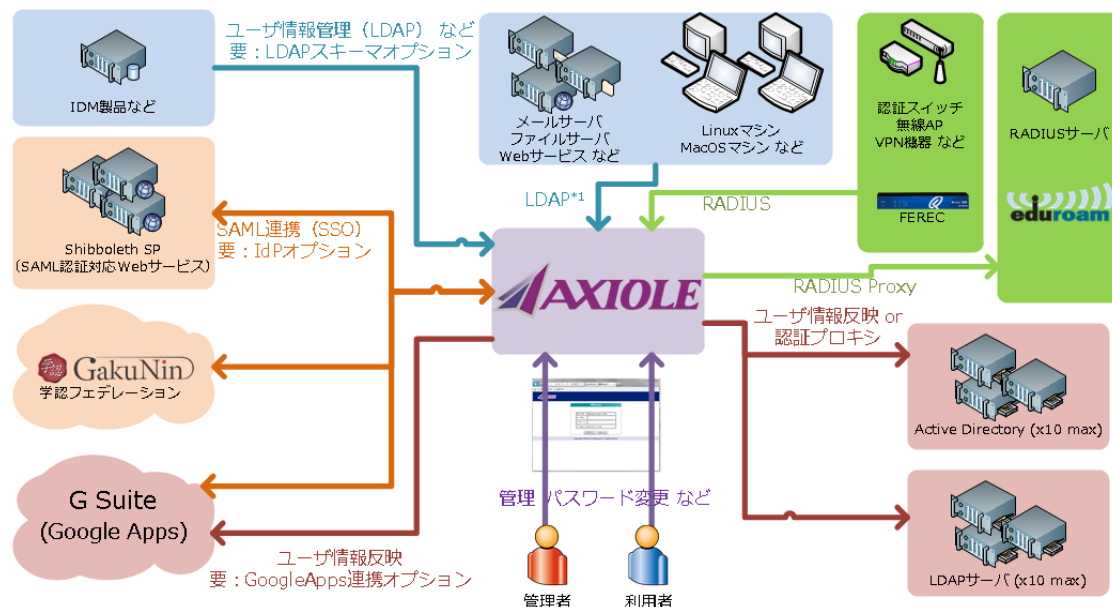 ユーザ情報管理（LDAP）など
要：LDAPスキーマオプション
IDM製品など
メールサーバ
ファイルサーバ
Webサービス など
Linuxマシン
MacOSマシン など
認証スイッチ
無線AP
VPN機器 など
FEREC
RADIUSサーバ
eduroam
LDAP*1
RADIUS
RADIUS Proxy
SAML連携（SSO）
要：IdPオプション
Shibboleth SP
（SAML認証対応Webサービス）
AXIOLE
ユーザ情報反映 or
認証プロキシ
学認
GakuNin
学認フェデレーション
Active Directory (x10 max)
G Suite
(Google Apps)
管理 パスワード変更 など
ユーザ情報反映
要：GoogleApps連携オプション
LDAPサーバ (x10 max)
管理者
利用者